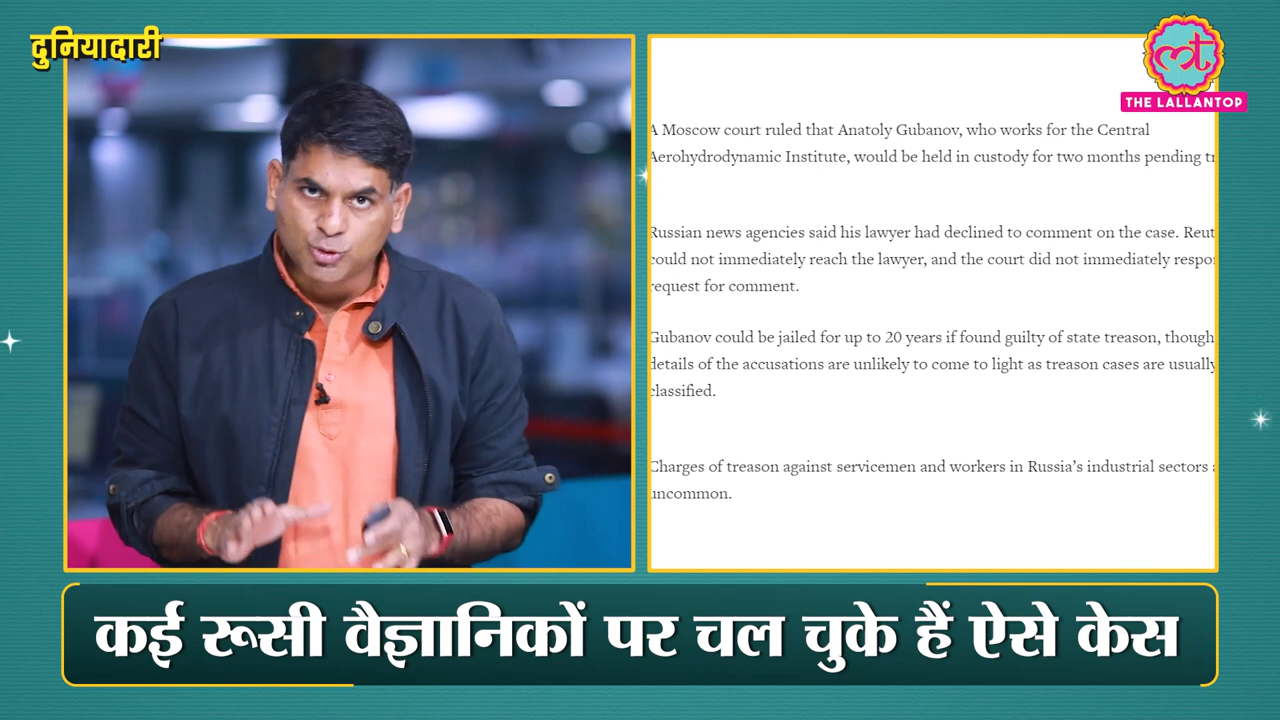 दुनियादारी
THE LALLANTOP
A Moscow court ruled that Anatoly Gubanov, who works for the Central
Aerohydrodynamic Institute, would be held in custody for two months pending
Russian news agencies said his lawyer had declined to comment on the case.
could not immediately reach the lawyer, and the court did not immediately
request for comment.
Gubanov could be jailed for up to 20 years if found guilty of state treason, though
details of the accusations are unlikely to come to light as treason cases are usually
classified.
Charges of treason against servicemen and workers in Russia’s industrial sectors
uncommon.
कई रूसी वैज्ञानिकों पर चल चुके हैं ऐसे केस